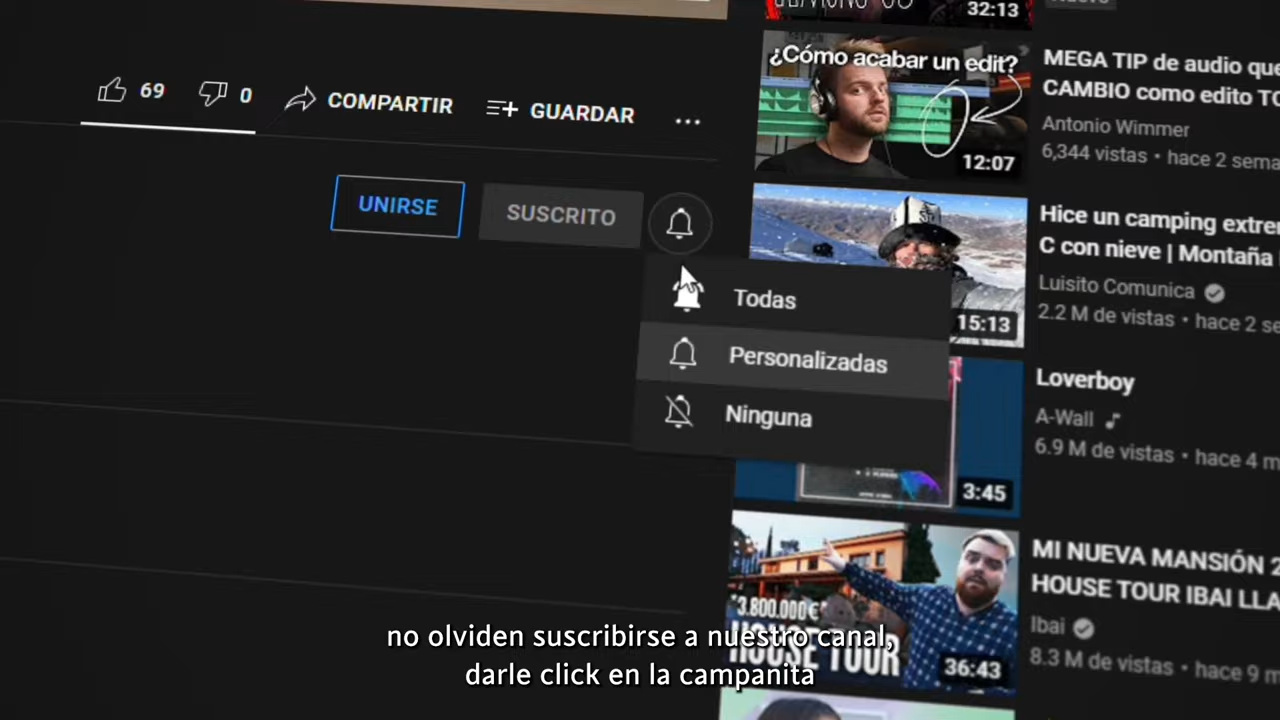 69
0
COMPARTIR
GUARDAR
UNIRSE
SUSCRITO
Todas
Personalizadas
Ninguna
32:13
¿Cómo acabar un edit?
12:07
MEGA TIP de audio que
CAMBIO como edito TO
Antonio Wimmer
6,344 vistas • hace 2 sema
15:13
Hice un camping extre
C con nieve | Montaña
Luisito Comunica
2.2 M de vistas • hace 2 se
3:45
Loverboy
A-Wall
6.9 M de vistas • hace 4 m
3.800.000€
HOUSE TOUR
36:43
MI NUEVA MANSIÓN 2
HOUSE TOUR IBAI LLA
Ibai
8.3 M de vistas • hace 9 m
no olviden suscribirse a nuestro canal,
darle click en la campanita